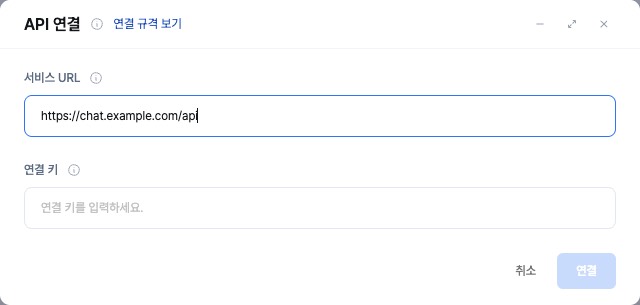 API 연결 연결 규격 보기
서비스 URL
https://chat.example.com/api
연결 키
연결 키를 입력하세요.
취소 연결